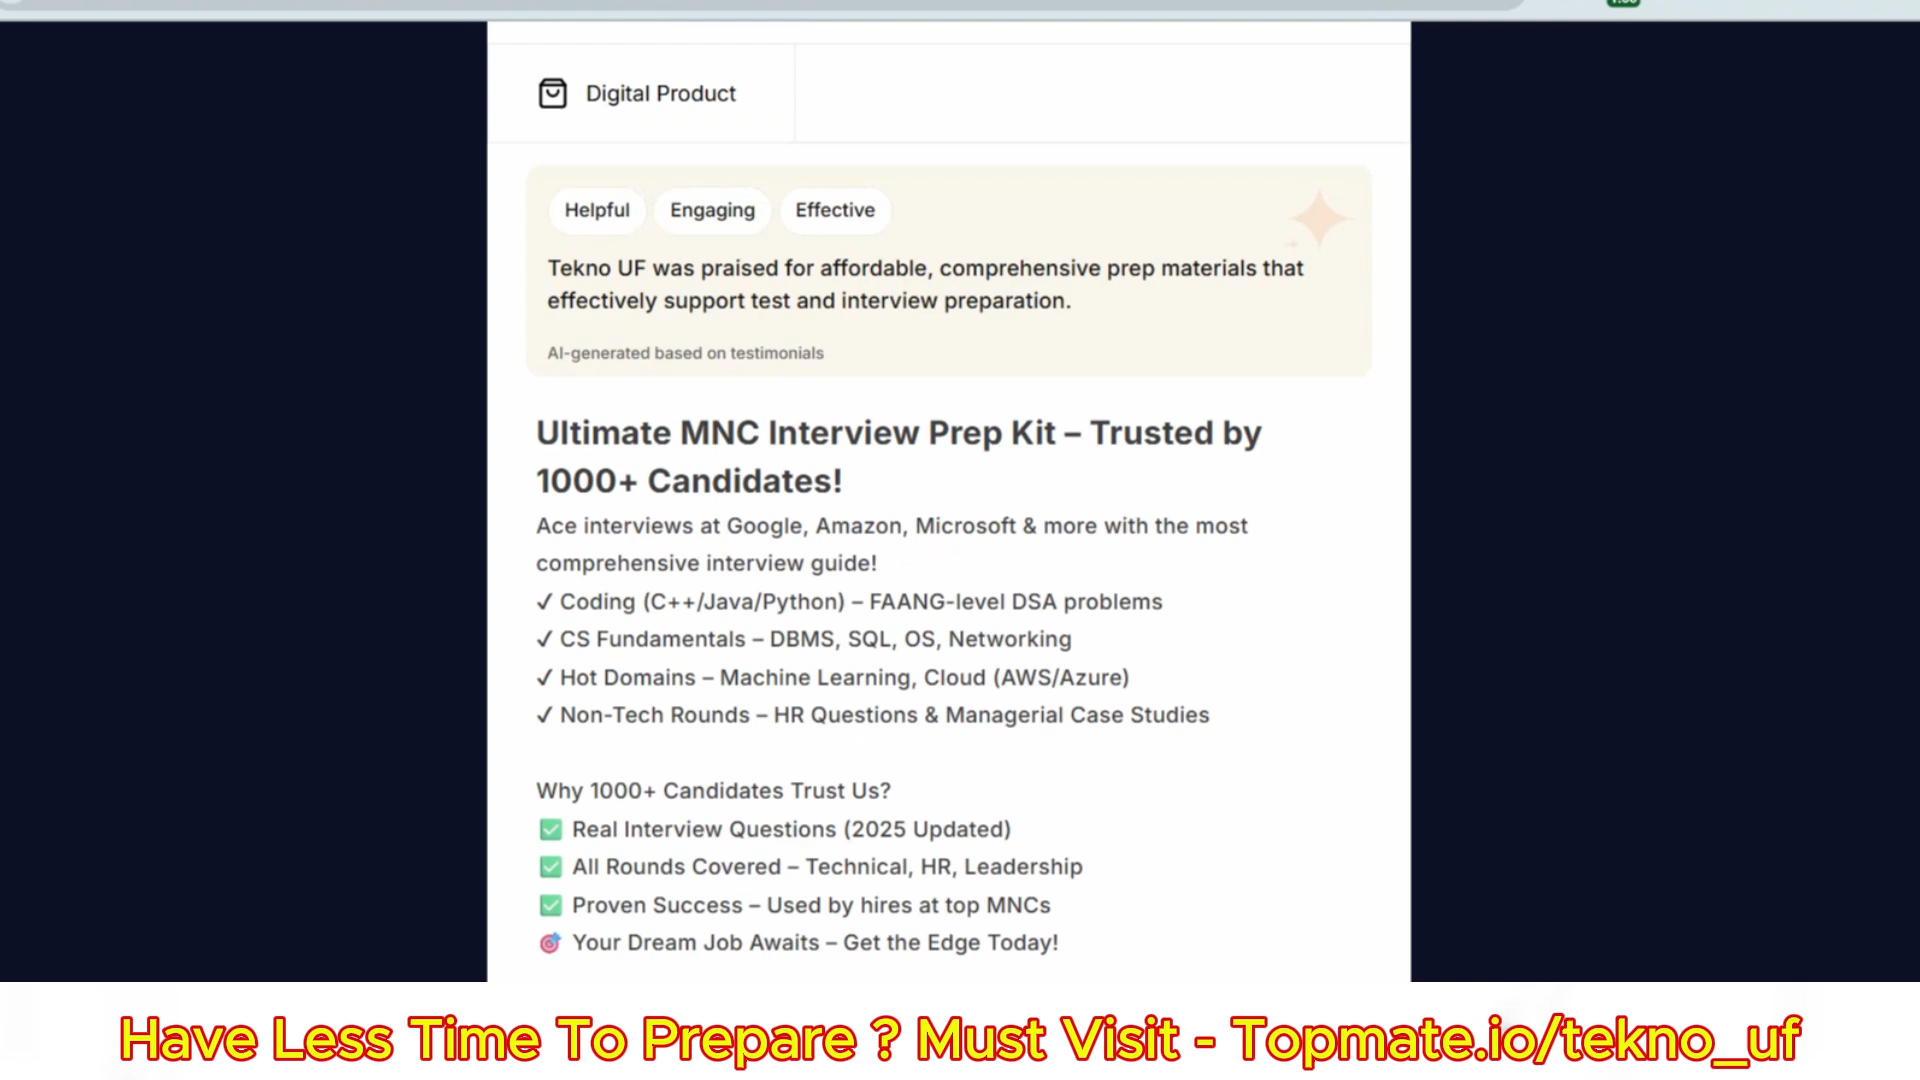 Digital Product
Helpful Engaging Effective
Tekno UF was praised for affordable, comprehensive prep materials that
effectively support test and interview preparation.
AI-generated based on testimonials
Ultimate MNC Interview Prep Kit – Trusted by
1000+ Candidates!
Ace interviews at Google, Amazon, Microsoft & more with the most
comprehensive interview guide!
✓ Coding (C++/Java/Python) – FAANG-level DSA problems
✓ CS Fundamentals – DBMS, SQL, OS, Networking
✓ Hot Domains – Machine Learning, Cloud (AWS/Azure)
✓ Non-Tech Rounds – HR Questions & Managerial Case Studies
Why 1000+ Candidates Trust Us?
✅ Real Interview Questions (2025 Updated)
✅ All Rounds Covered – Technical, HR, Leadership
✅ Proven Success – Used by hires at top MNCs
🎯 Your Dream Job Awaits – Get the Edge Today!
Have Less Time To Prepare ? Must Visit - Topmate.io/tekno_uf